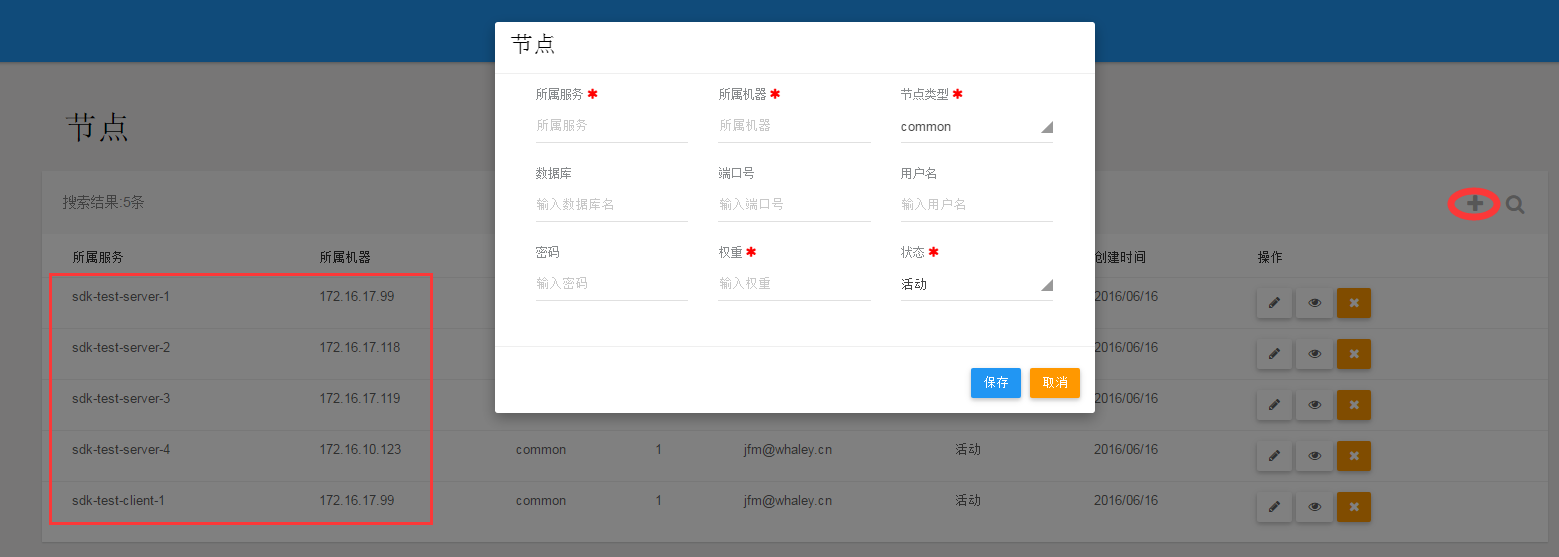 节点
节点
所属服务 ✱ 所属机器 ✱ 节点类型 ✱
所属服务 所属机器 common
数据库 端口号 用户名
输入数据库名 输入端口号 输入用户名
密码 权重 ✱ 状态 ✱
输入密码 输入权重 活动
保存 取消
搜索结果:5条
所属服务 所属机器 创建时间 操作
sdk-test-server-1 172.16.17.99 2016/06/16
sdk-test-server-2 172.16.17.118 2016/06/16
sdk-test-server-3 172.16.17.119 2016/06/16
sdk-test-server-4 172.16.10.123 common 1 jfm@whaley.cn 活动 2016/06/16
sdk-test-client-1 172.16.17.99 common 1 jfm@whaley.cn 活动 2016/06/16